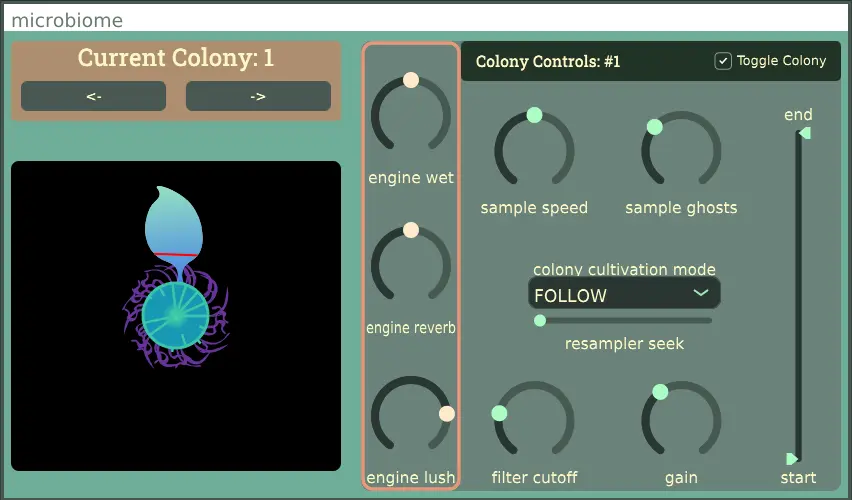 microbiome
Current Colony: 1
<-
->
engine wet
engine reverb
engine lush
Colony Controls: #1
Toggle Colony
sample speed
sample ghosts
end
colony cultivation mode
FOLLOW
resampler seek
filter cutoff
gain
start